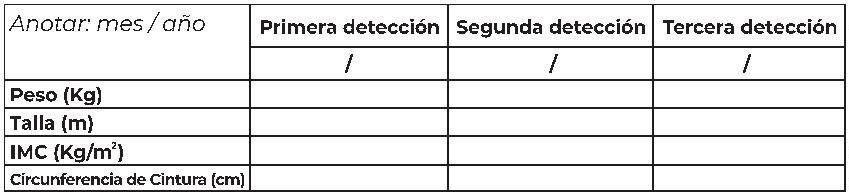 Anotar: mes / año
Primera detección Segunda detección Tercera detección
/ / /
Peso (Kg)
Talla (m)
IMC (Kg/m²)
Circunferencia de Cintura (cm)